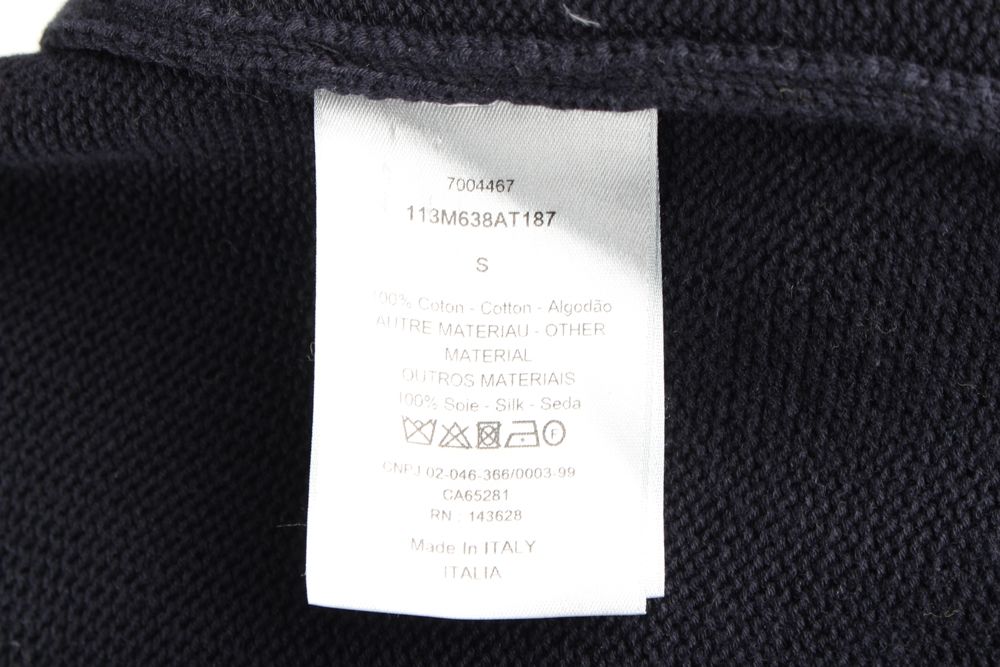 7004467
113M638AT187
S
100% Coton - Cotton - Algodão
AUTRE MATERIAU - OTHER
MATERIAL
OUTROS MATERIAIS
100% Soie - Silk - Seda
F
CNPJ 02-046-366/0003-99
CA65281
RN : 143628
Made In ITALY
ITALIA